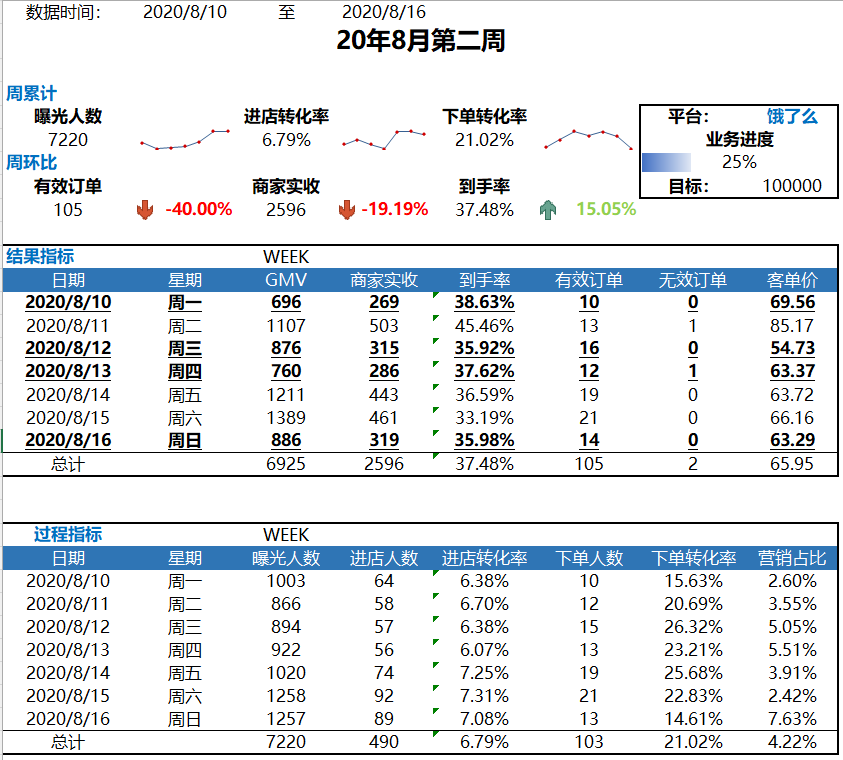 数据时间： 2020/8/10 至 2020/8/16
20年8月第二周
周累计
曝光人数 进店转化率 下单转化率
7220 6.79% 21.02%
周环比
有效订单 商家实收 到手率
105 -40.00% 2596 -19.19% 37.48% 15.05%
平台： 饿了么
业务进度
25%
目标： 100000
结果指标 WEEK
日期 星期 GMV 商家实收 到手率 有效订单 无效订单 客单价
2020/8/10 周一 696 269 38.63% 10 0 69.56
2020/8/11 周二 1107 503 45.46% 13 1 85.17
2020/8/12 周三 876 315 35.92% 16 0 54.73
2020/8/13 周四 760 286 37.62% 12 1 63.37
2020/8/14 周五 1211 443 36.59% 19 0 63.72
2020/8/15 周六 1389 461 33.19% 21 0 66.16
2020/8/16 周日 886 319 35.98% 14 0 63.29
总计 6925 2596 37.48% 105 2 65.95
过程指标 WEEK
日期 星期 曝光人数 进店人数 进店转化率 下单人数 下单转化率 营销占比
2020/8/10 周一 1003 64 6.38% 10 15.63% 2.60%
2020/8/11 周二 866 58 6.70% 12 20.69% 3.55%
2020/8/12 周三 894 57 6.38% 15 26.32% 5.05%
2020/8/13 周四 922 56 6.07% 13 23.21% 5.51%
2020/8/14 周五 1020 74 7.25% 19 25.68% 3.91%
2020/8/15 周六 1258 92 7.31% 21 22.83% 2.42%
2020/8/16 周日 1257 89 7.08% 13 14.61% 7.63%
总计 7220 490 6.79% 103 21.02% 4.22%